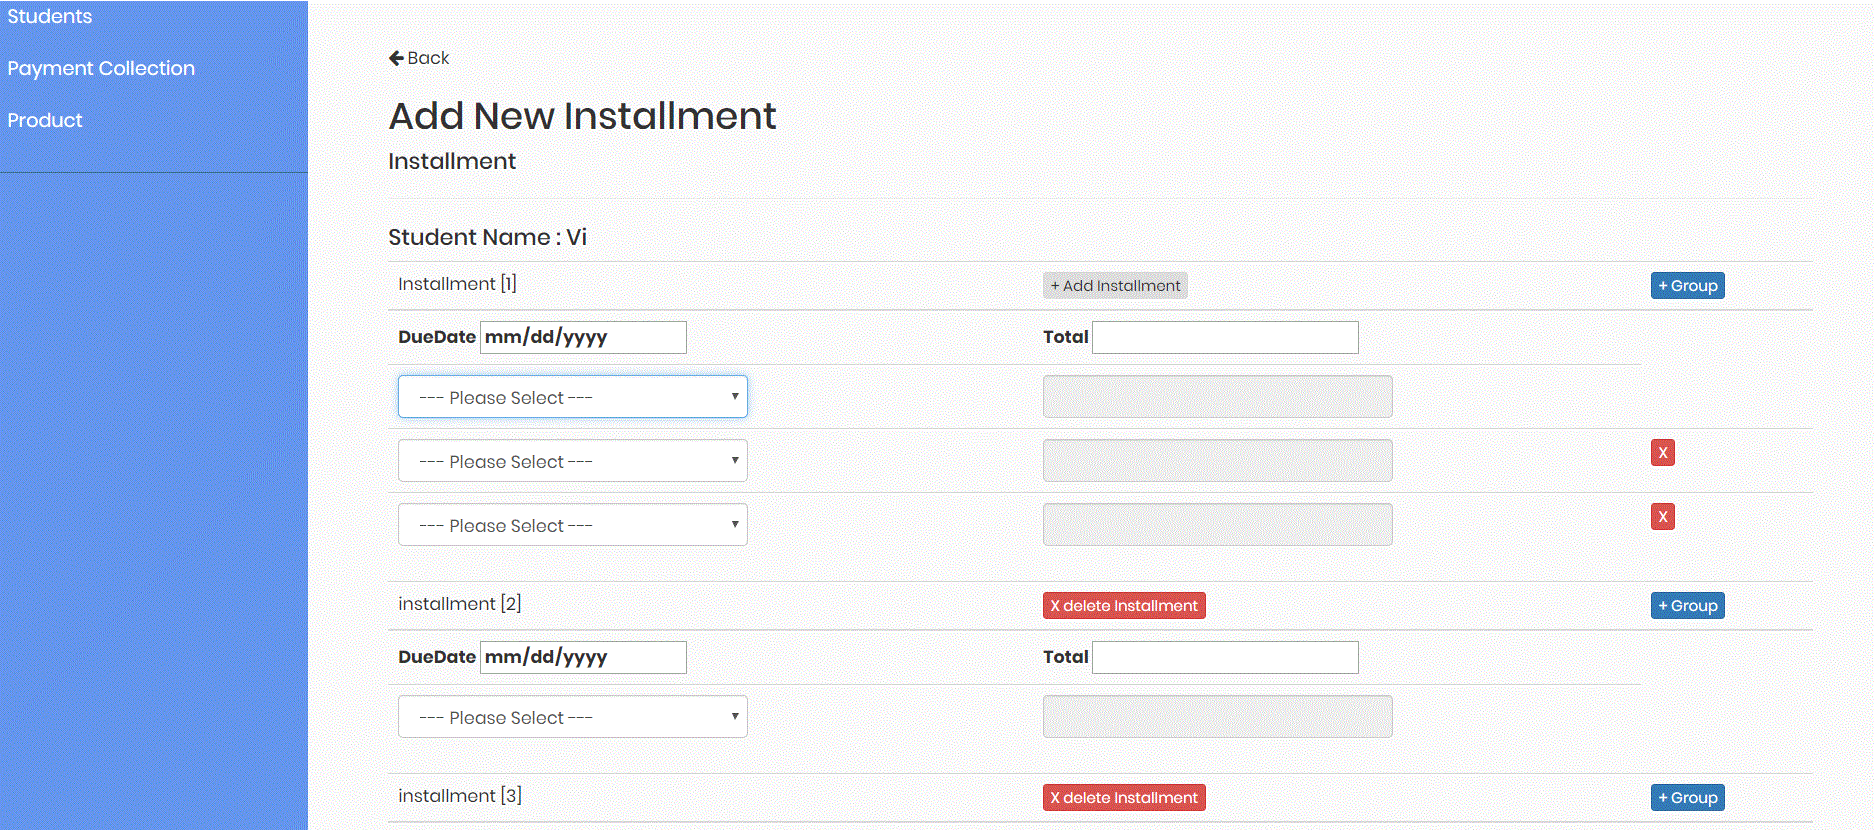 Students
Payment Collection
Product
Back
Add New Installment
Installment
Student Name : Vi
Installment [1] + Add Installment + Group
DueDate mm/dd/yyyy Total
--- Please Select ---
--- Please Select --- X
--- Please Select --- X
installment [2] X delete Installment + Group
DueDate mm/dd/yyyy Total
--- Please Select ---
installment [3] X delete Installment + Group